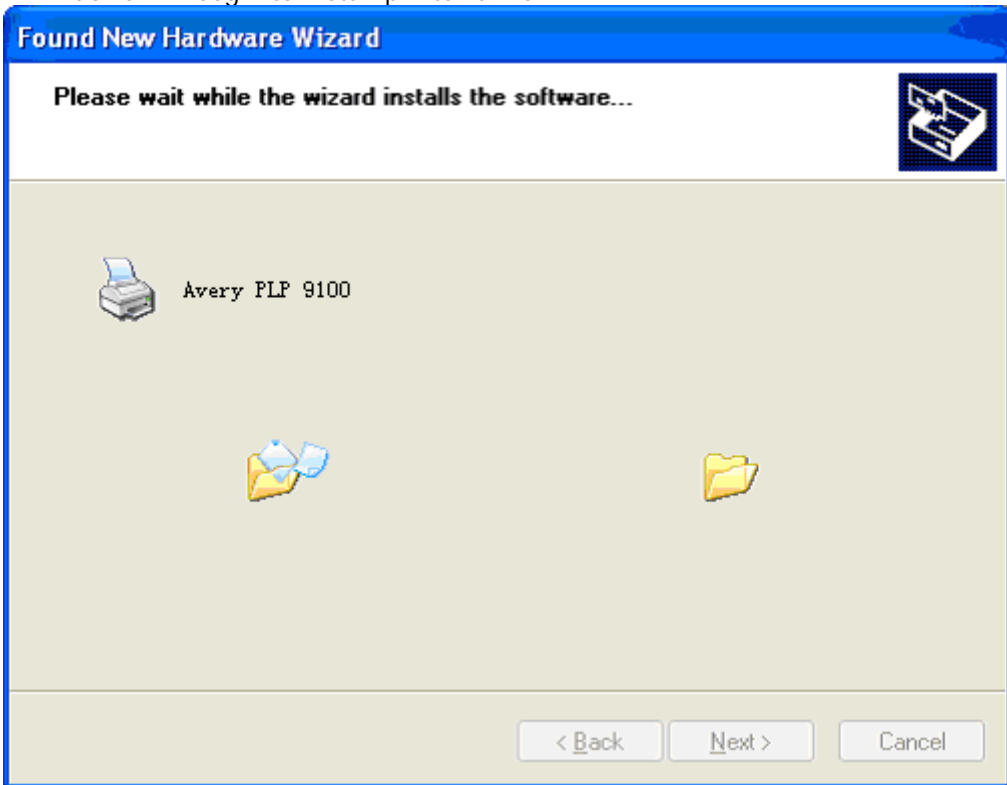 Found New Hardware Wizard
Please wait while the wizard installs the software...
Avery PLP 9100
< Back
Next >
Cancel